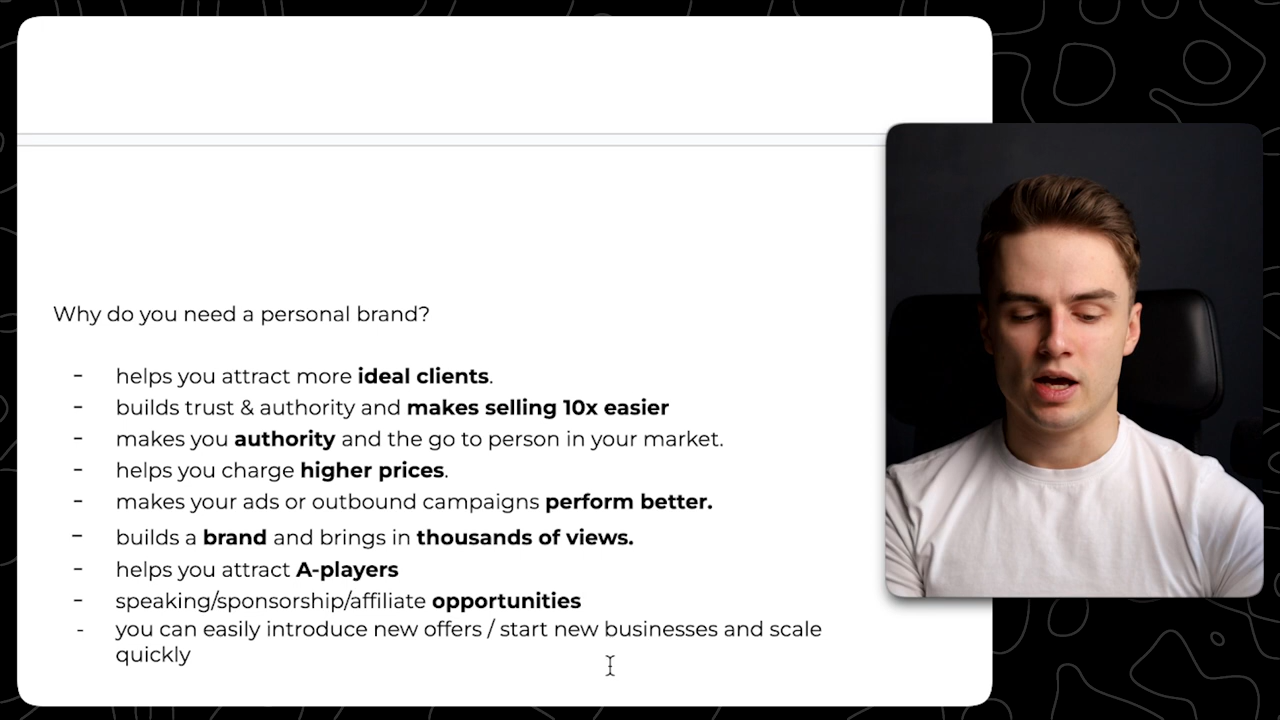 Why do you need a personal brand?
- helps you attract more ideal clients.
- builds trust & authority and makes selling 10x easier
- makes you authority and the go to person in your market.
- helps you charge higher prices.
- makes your ads or outbound campaigns perform better.
- builds a brand and brings in thousands of views.
- helps you attract A-players
- speaking/sponsorship/affiliate opportunities
- you can easily introduce new offers / start new businesses and scale
quickly